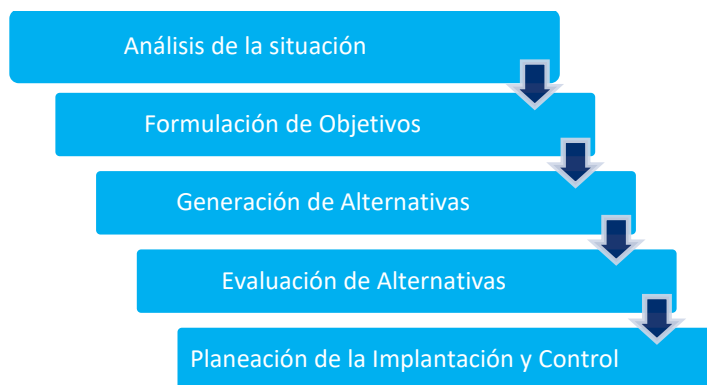 Análisis de la situación
Formulación de Objetivos
Generación de Alternativas
Evaluación de Alternativas
Planeación de la Implantación y Control